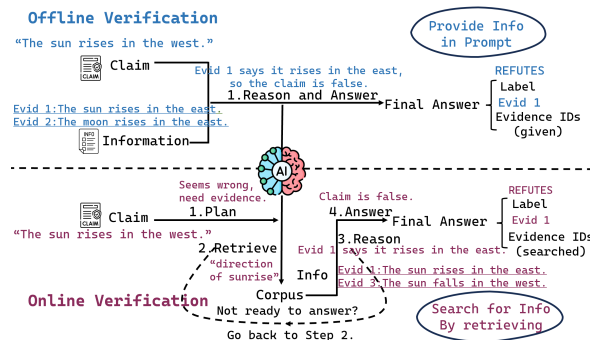 Offline Verification
Provide Info
in Prompt
“The sun rises in the west.”
CLAIM
Claim
Evid 1 says it rises in the east,
so the claim is false.
1.Reason and Answer
Final Answer
REFUTES
Label
Evid 1
Evidence IDs
(given)
Evid 1:The sun rises in the east.
Evid 2:The moon rises in the east.
INFO
Information
AI
Seems wrong,
need evidence.
1.Plan
CLAIM
Claim
“The sun rises in the west.”
Claim is false.
4.Answer
Final Answer
REFUTES
Label
Evid 1
Evidence IDs
(searched)
2.Retrieve
“direction
of sunrise”
3.Reason
Evid 1 says it rises in the east.
Info
Evid 1:The sun rises in the east.
Evid 3:The sun falls in the west.
Corpus
Online Verification
Not ready to answer?
Go back to Step 2.
Search for Info
By retrieving